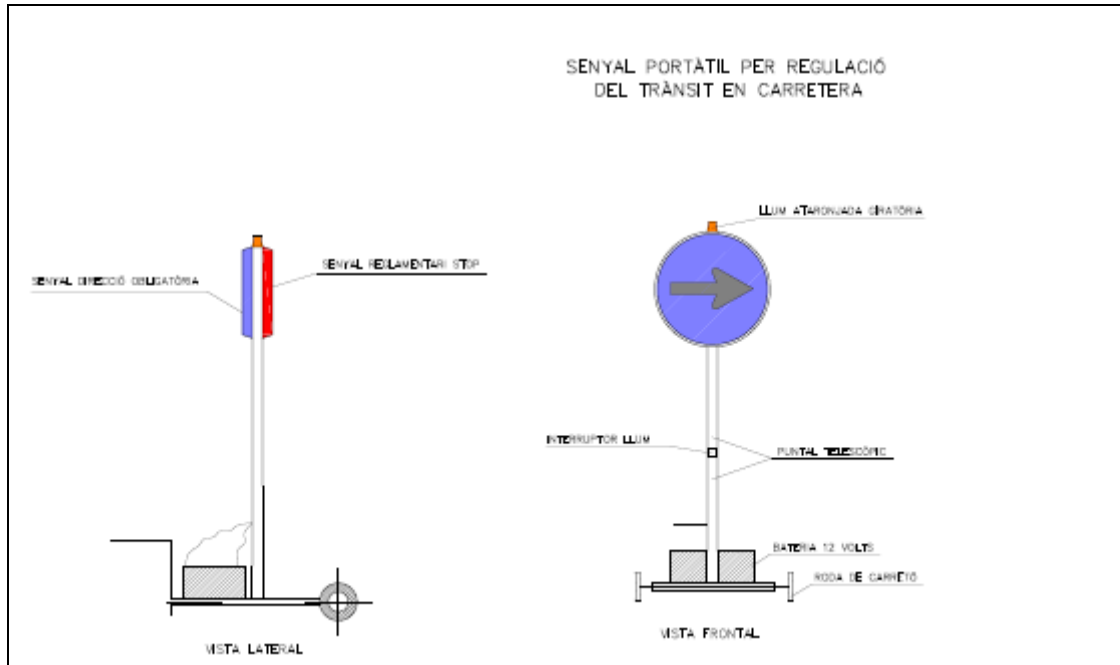 SENYAL PORTÀTIL PER REGULACIÓ
DEL TRÀNSIT EN CARRETERA
LLUM ATARONJADA GIRATÒRIA
SENYAL REGLAMENTARI STOP
SENYAL DIRECCIÓ OBLIGATÒRIA
INTERRUPTOR LLUM
PUNTAL TELESCÒPIC
BATERIA 12 VOLTS
RODA DE CARRETÓ
VISTA LATERAL
VISTA FRONTAL